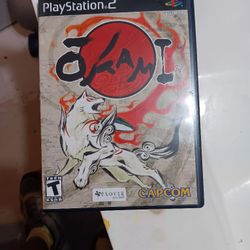 PlayStation 2
ŌKAMI
T
CLOVER
CAPCOM